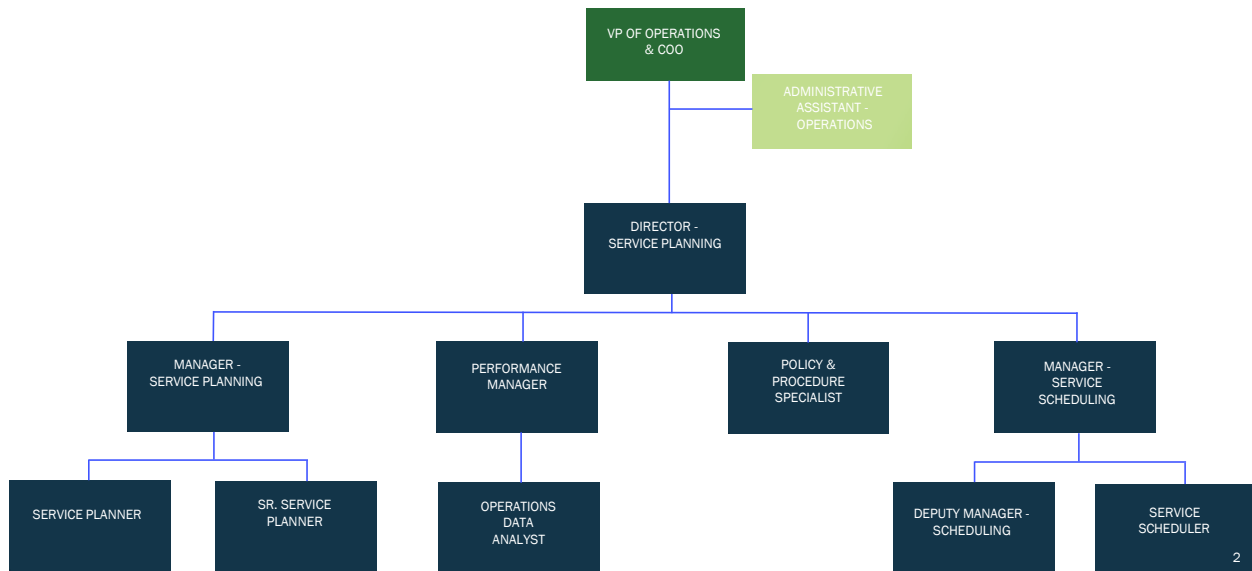 VP OF OPERATIONS
& COO
ADMINISTRATIVE
ASSISTANT -
OPERATIONS
DIRECTOR -
SERVICE PLANNING
MANAGER -
SERVICE PLANNING
PERFORMANCE
MANAGER
POLICY &
PROCEDURE
SPECIALIST
MANAGER -
SERVICE
SCHEDULING
SERVICE PLANNER
SR. SERVICE
PLANNER
OPERATIONS
DATA
ANALYST
DEPUTY MANAGER -
SCHEDULING
SERVICE
SCHEDULER
2